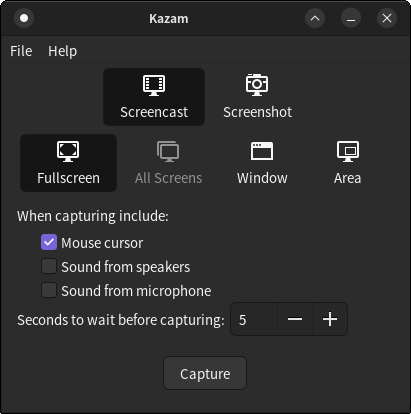 Kazam
File Help
Screencast Screenshot
Fullscreen All Screens Window Area
When capturing include:
Mouse cursor
Sound from speakers
Sound from microphone
Seconds to wait before capturing: 5
Capture